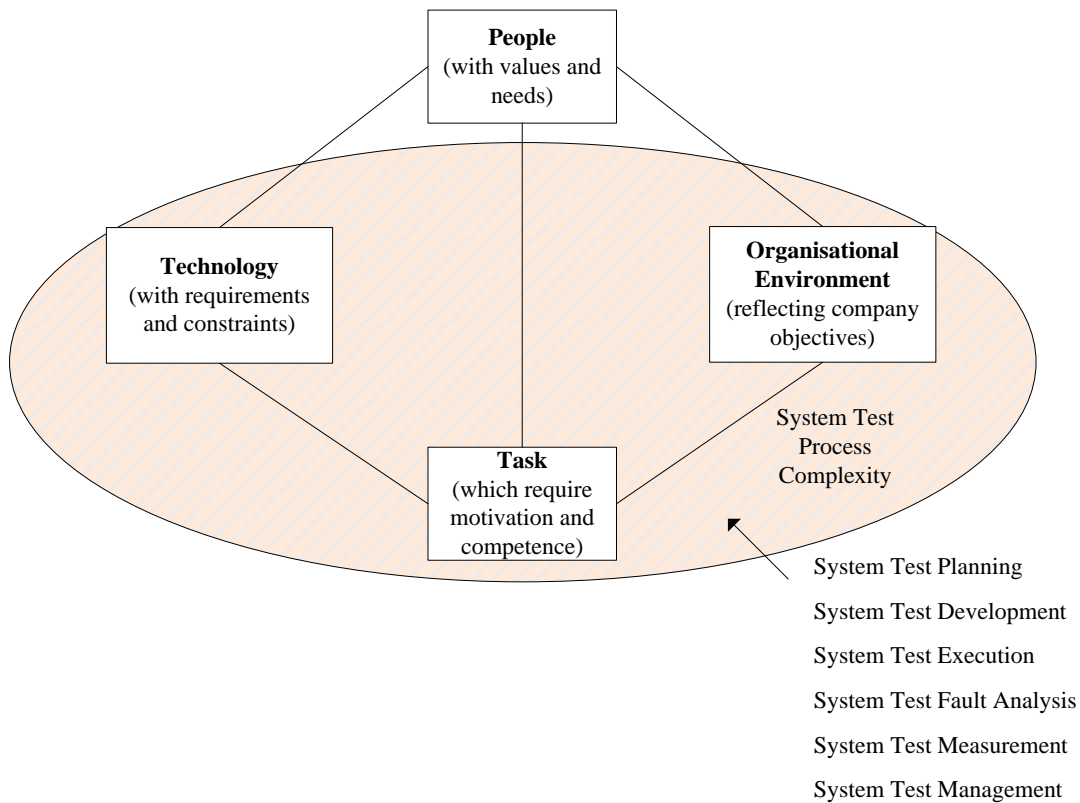 People
(with values and
needs)
Technology
(with requirements
and constraints)
Organisational
Environment
(reflecting company
objectives)
Task
(which require
motivation and
competence)
System Test
Process
Complexity
System Test Planning
System Test Development
System Test Execution
System Test Fault Analysis
System Test Measurement
System Test Management